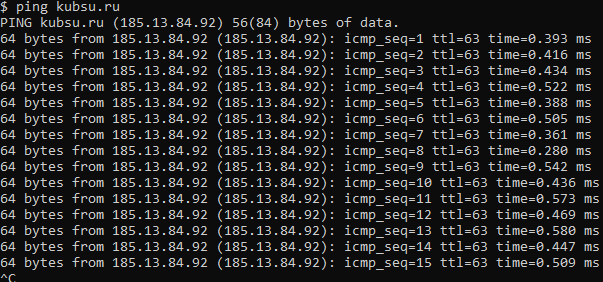 $ ping kubsu.ru
PING kubsu.ru (185.13.84.92) 56(84) bytes of data.
64 bytes from 185.13.84.92 (185.13.84.92): icmp_seq=1 ttl=63 time=0.393 ms
64 bytes from 185.13.84.92 (185.13.84.92): icmp_seq=2 ttl=63 time=0.416 ms
64 bytes from 185.13.84.92 (185.13.84.92): icmp_seq=3 ttl=63 time=0.434 ms
64 bytes from 185.13.84.92 (185.13.84.92): icmp_seq=4 ttl=63 time=0.522 ms
64 bytes from 185.13.84.92 (185.13.84.92): icmp_seq=5 ttl=63 time=0.388 ms
64 bytes from 185.13.84.92 (185.13.84.92): icmp_seq=6 ttl=63 time=0.505 ms
64 bytes from 185.13.84.92 (185.13.84.92): icmp_seq=7 ttl=63 time=0.361 ms
64 bytes from 185.13.84.92 (185.13.84.92): icmp_seq=8 ttl=63 time=0.280 ms
64 bytes from 185.13.84.92 (185.13.84.92): icmp_seq=9 ttl=63 time=0.542 ms
64 bytes from 185.13.84.92 (185.13.84.92): icmp_seq=10 ttl=63 time=0.436 ms
64 bytes from 185.13.84.92 (185.13.84.92): icmp_seq=11 ttl=63 time=0.573 ms
64 bytes from 185.13.84.92 (185.13.84.92): icmp_seq=12 ttl=63 time=0.469 ms
64 bytes from 185.13.84.92 (185.13.84.92): icmp_seq=13 ttl=63 time=0.580 ms
64 bytes from 185.13.84.92 (185.13.84.92): icmp_seq=14 ttl=63 time=0.447 ms
64 bytes from 185.13.84.92 (185.13.84.92): icmp_seq=15 ttl=63 time=0.509 ms
^C